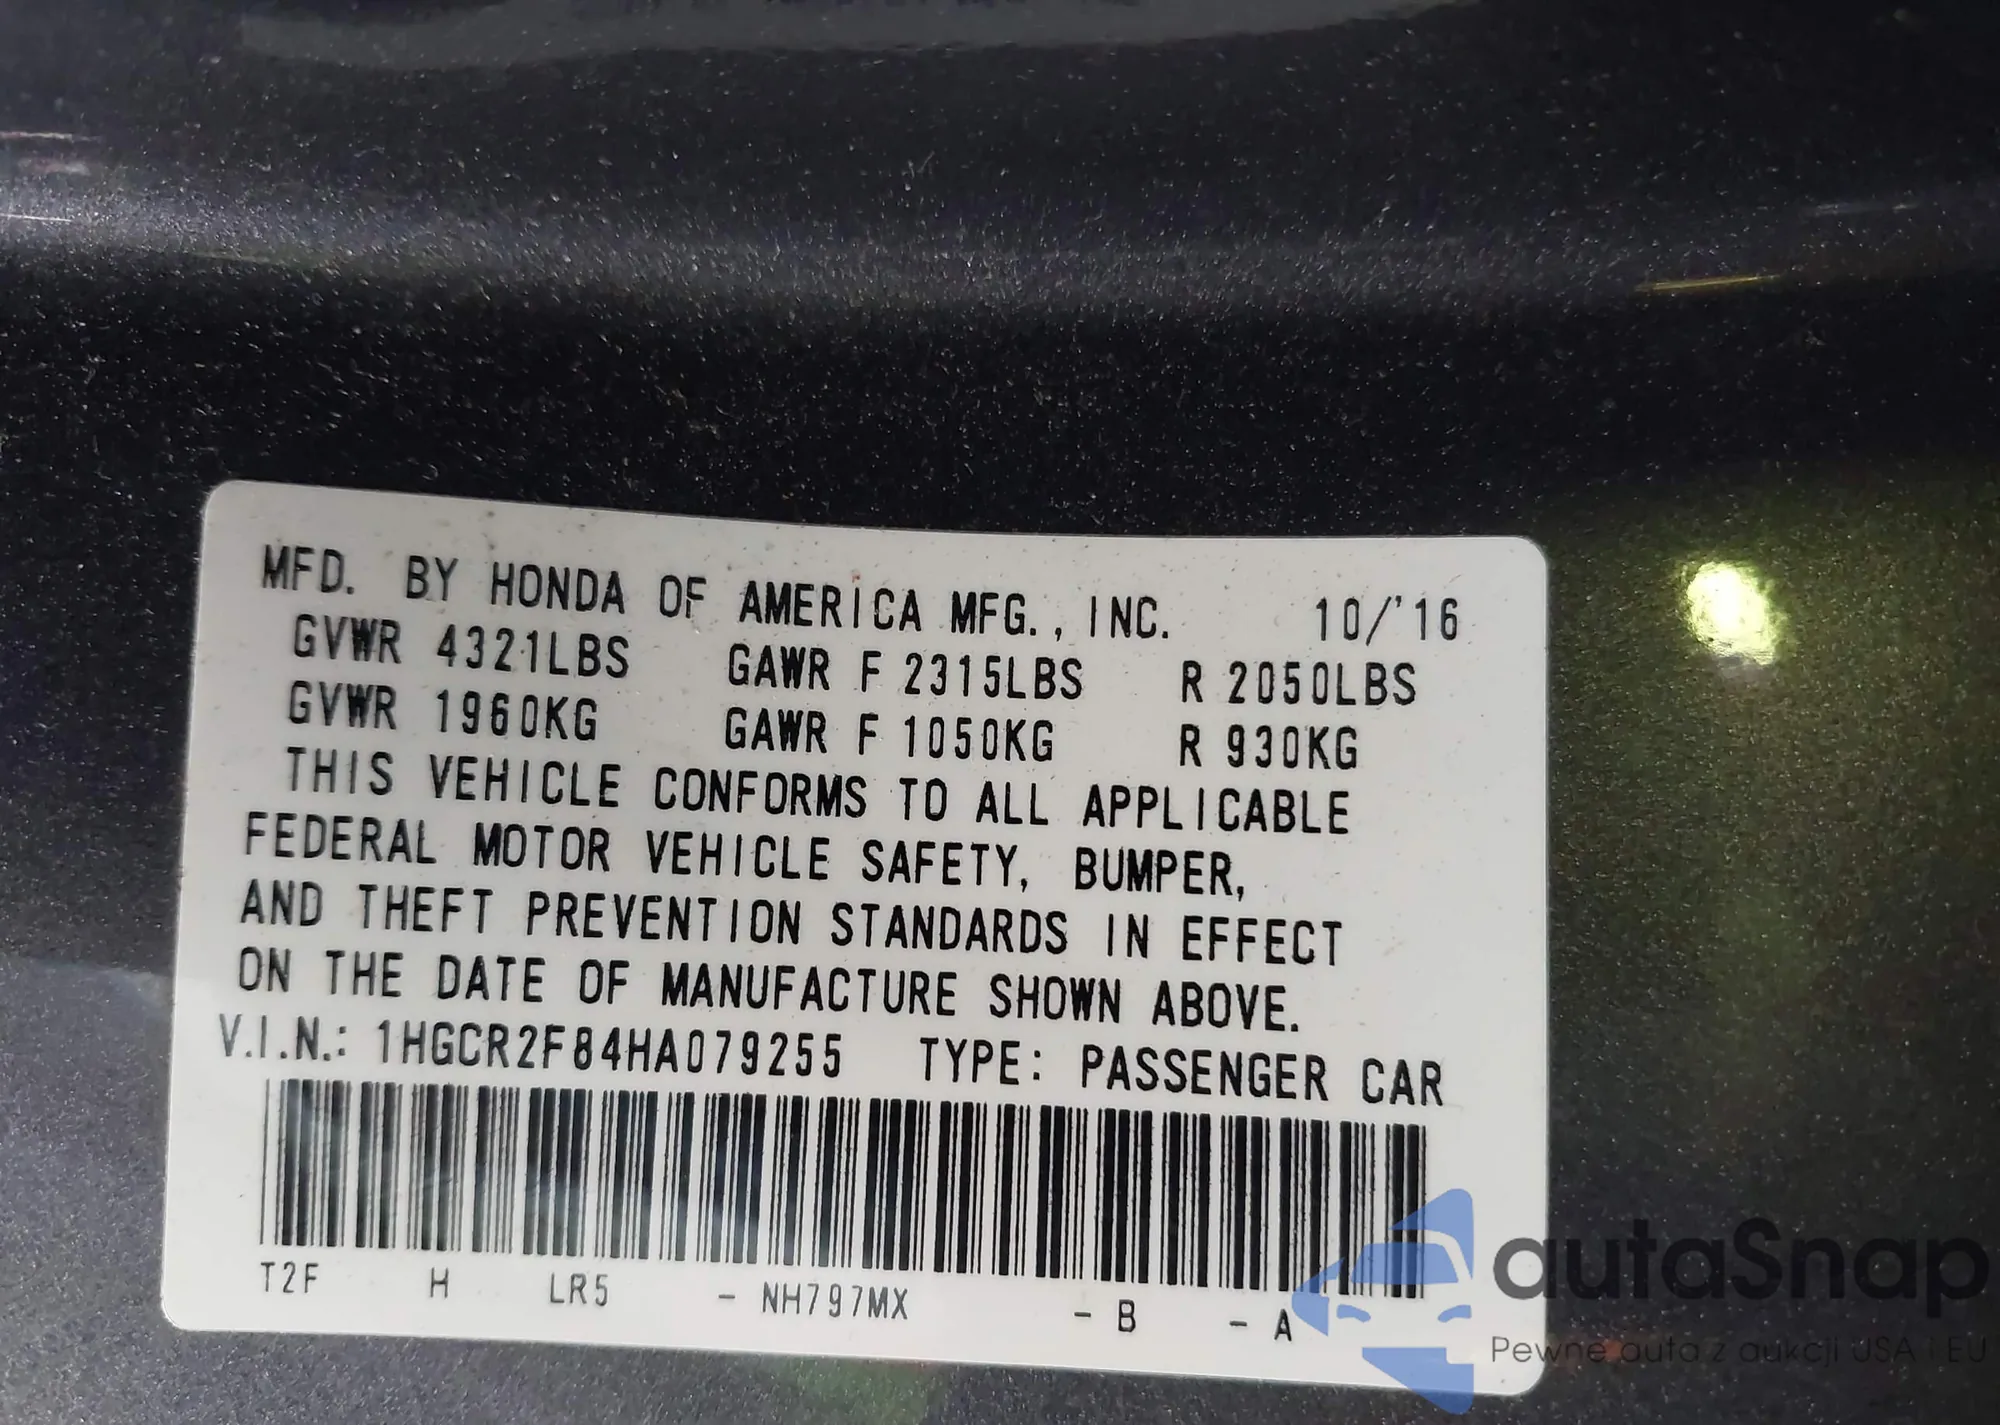 MFD. BY HONDA OF AMERICA MFG., INC. 10/'16
GVWR 4321LBS GAWR F 2315LBS R 2050LBS
GVWR 1960KG GAWR F 1050KG R 930KG
THIS VEHICLE CONFORMS TO ALL APPLICABLE
FEDERAL MOTOR VEHICLE SAFETY, BUMPER,
AND THEFT PREVENTION STANDARDS IN EFFECT
ON THE DATE OF MANUFACTURE SHOWN ABOVE.
V.I.N.: 1HGCR2F84HA079255 TYPE: PASSENGER CAR
T2F H LR5 - NH797MX - B - A
autaSnap
Pewne auta z aukcji USA i EU